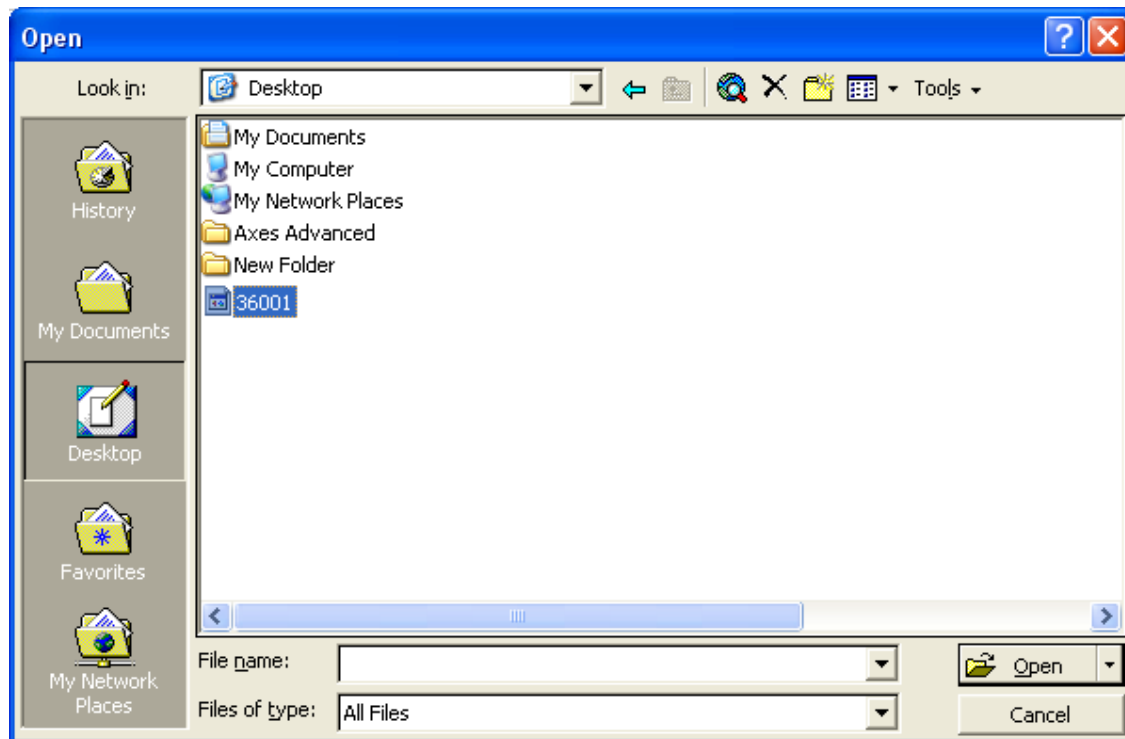 Open
Look in:
Desktop
Tools
History
My Documents
Desktop
Favorites
My Network
Places
My Documents
My Computer
My Network Places
Axes Advanced
New Folder
36001
File name:
Open
Files of type:
All Files
Cancel